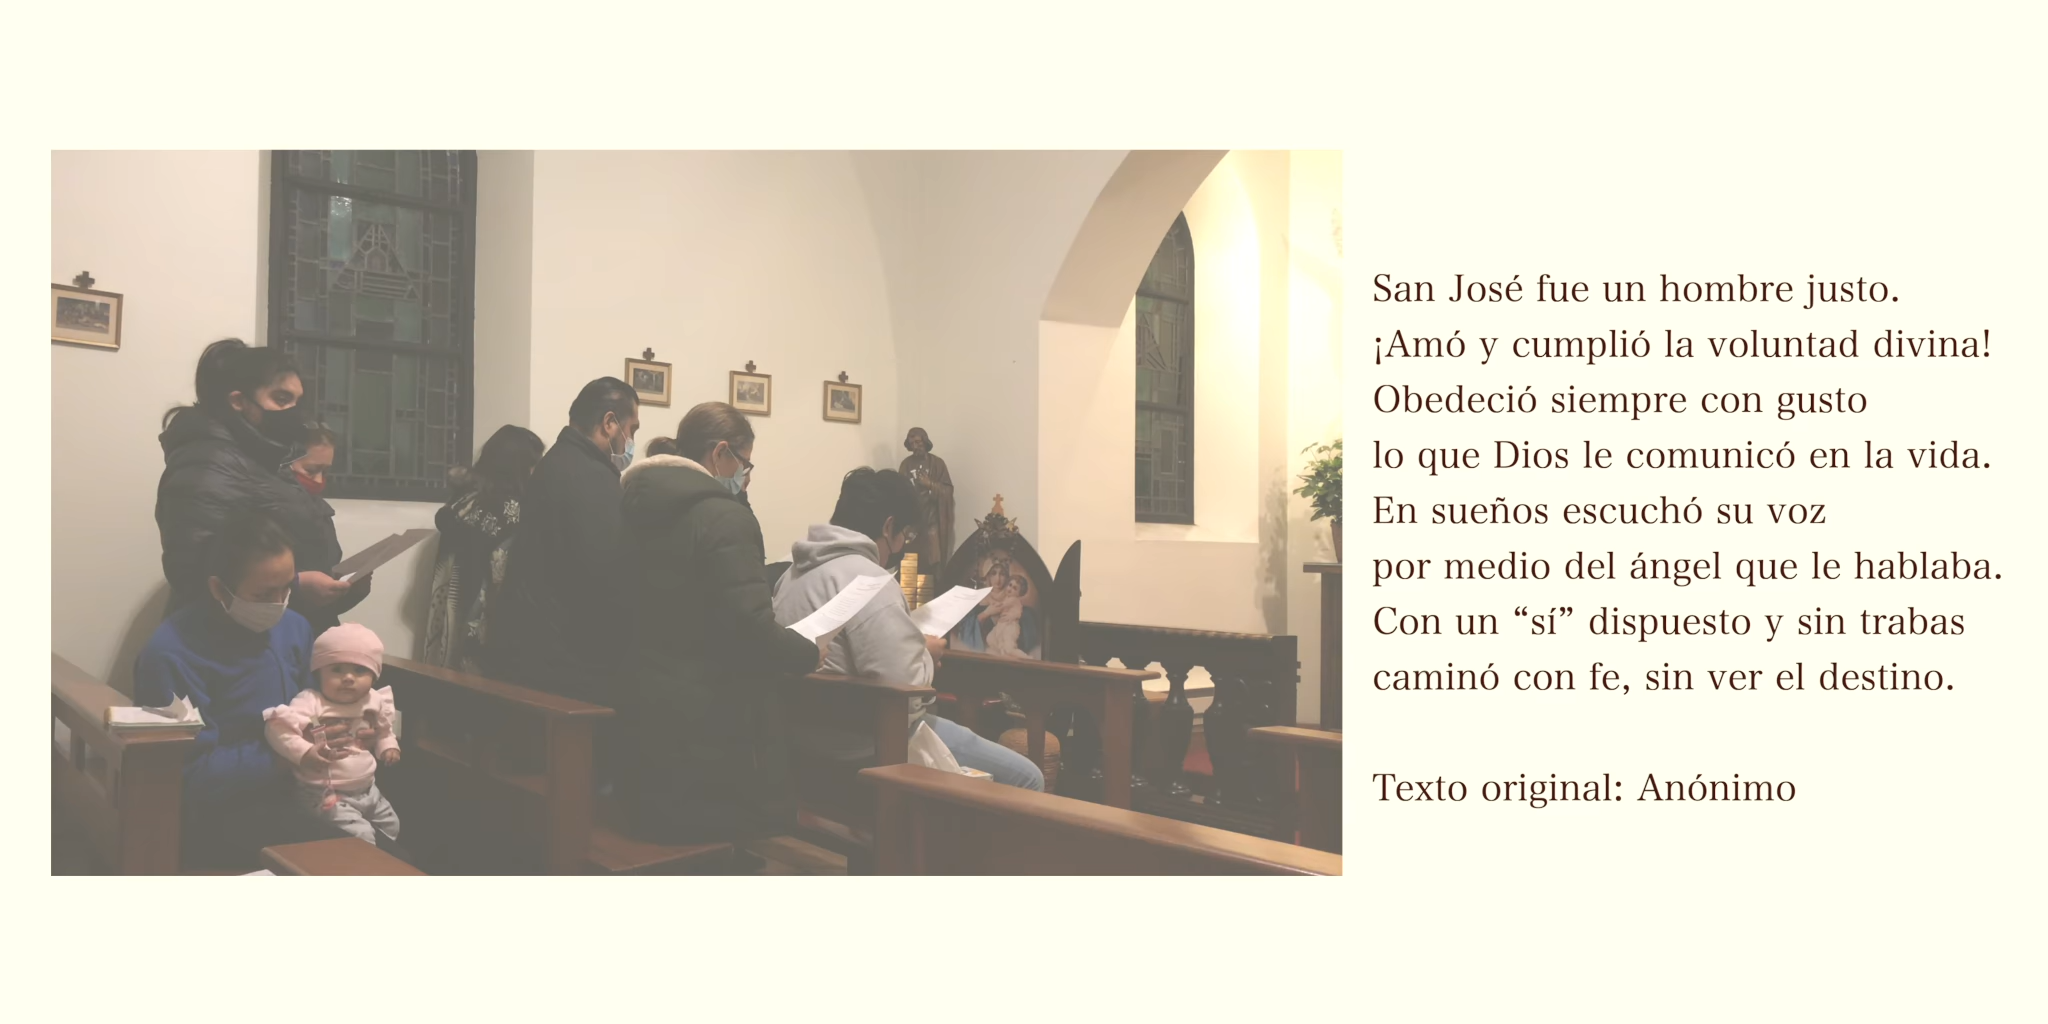 San José fue un hombre justo.
¡Amó y cumplió la voluntad divina!
Obedeció siempre con gusto
lo que Dios le comunicó en la vida.
En sueños escuchó su voz
por medio del ángel que le hablaba.
Con un “sí” dispuesto y sin trabas
caminó con fe, sin ver el destino.
Texto original: Anónimo